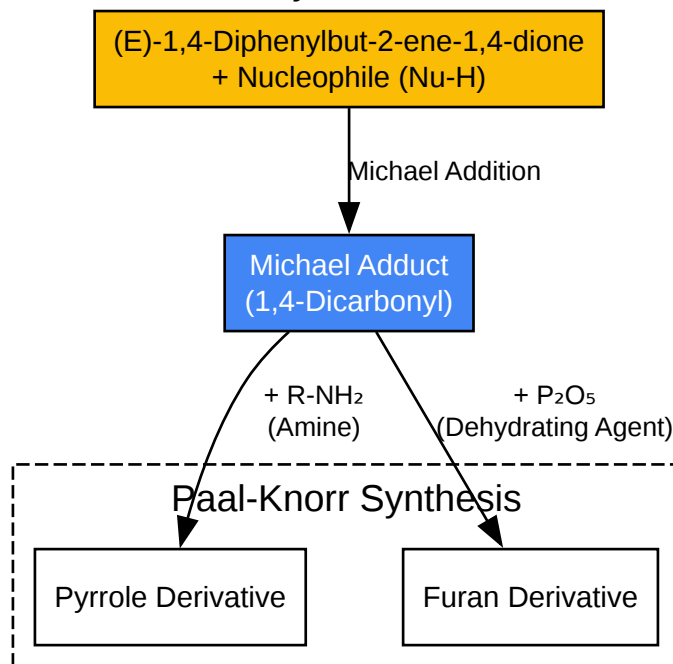 (E)-1,4-Diphenylbut-2-ene-1,4-dione
+ Nucleophile (Nu-H)
Michael Addition
Michael Adduct
(1,4-Dicarbonyl)
+ R-NH₂
(Amine)
+ P₂O₅
(Dehydrating Agent)
Paal-Knorr Synthesis
Pyrrole Derivative
Furan Derivative